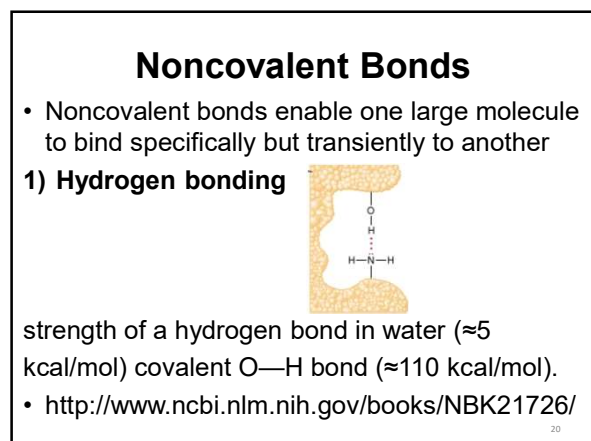 Noncovalent Bonds
• Noncovalent bonds enable one large molecule
to bind specifically but transiently to another
1) Hydrogen bonding
O
H
H—N—H
strength of a hydrogen bond in water (≈5
kcal/mol) covalent O—H bond (≈110 kcal/mol).
• http://www.ncbi.nlm.nih.gov/books/NBK21726/
20